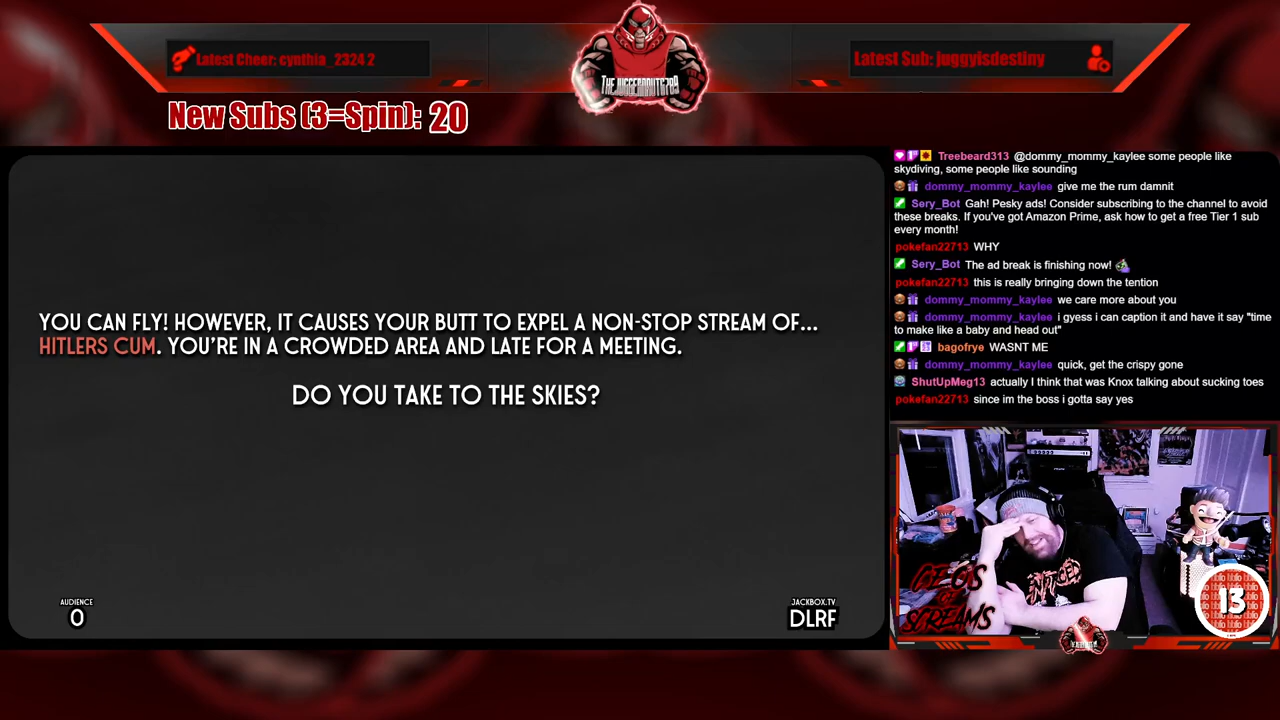 Latest Cheer: cynthia_2324 2
THEJUGGERNAUT6789
Latest Sub: juggyisdestiny
New Subs (3=Spin): 20
YOU CAN FLY! HOWEVER, IT CAUSES YOUR BUTT TO EXPEL A NON-STOP STREAM OF...
HITLERS CUM. YOU'RE IN A CROWDED AREA AND LATE FOR A MEETING.
DO YOU TAKE TO THE SKIES?
AUDIENCE
0
JACKBOX.TV
DLRF
Treebeard313 @dommy_mommy_kaylee some people like
skydiving, some people like sounding
dommy_mommy_kaylee give me the rum damnit
Sery_Bot Gah! Pesky ads! Consider subscribing to the channel to avoid
these breaks. If you've got Amazon Prime, ask how to get a free Tier 1 sub
every month!
pokefan22713 WHY
Sery_Bot The ad break is finishing now!
pokefan22713 this is really bringing down the tention
dommy_mommy_kaylee we care more about you
dommy_mommy_kaylee i gyess i can caption it and have it say "time
to make like a baby and head out"
bagofrye WASNT ME
dommy_mommy_kaylee quick, get the crispy gone
ShutUpMeg13 actually I think that was Knox talking about sucking toes
pokefan22713 since im the boss i gotta say yes
SCREAMS
13